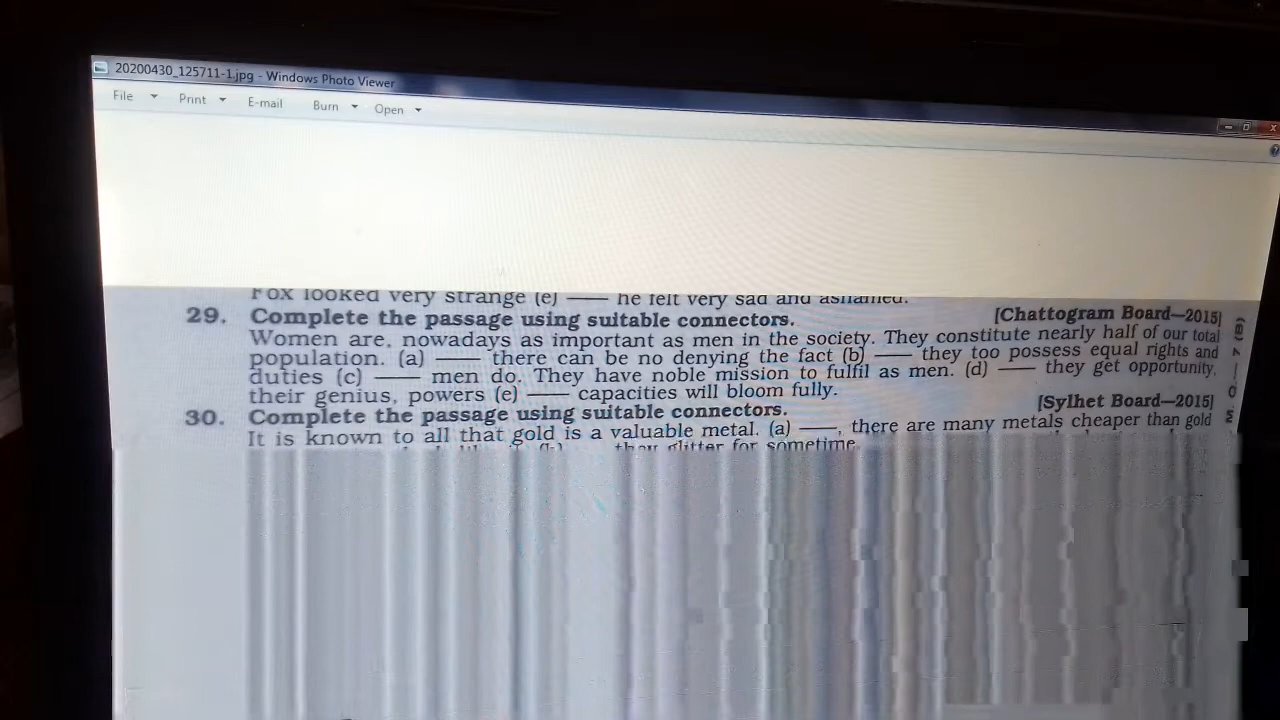 20200430_125711-1.jpg - Windows Photo Viewer
File Print E-mail Burn Open
Fox looked very strange (e) —— he felt very sad and ashamed.
29. Complete the passage using suitable connectors. [Chattogram Board—2015]
Women are, nowadays as important as men in the society. They constitute nearly half of our total
population. (a) —— there can be no denying the fact (b) —— they too possess equal rights and
duties (c) —— men do. They have noble mission to fulfil as men. (d) —— they get opportunity,
their genius, powers (e) —— capacities will bloom fully.
30. Complete the passage using suitable connectors. [Sylhet Board—2015]
It is known to all that gold is a valuable metal. (a) ——, there are many metals cheaper than gold
they glitter for sometime.